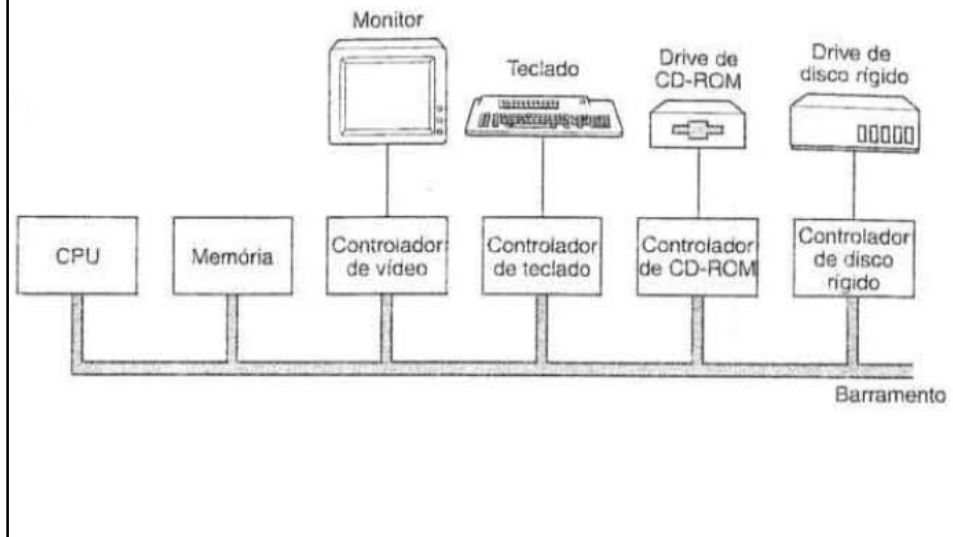 Monitor
Teclado
Drive de
CD-ROM
Drive de
disco rígido
CPU
Memória
Controlador
de vídeo
Controlador
de teclado
Controlador
de CD-ROM
Controlador
de disco
rígido
Barramento